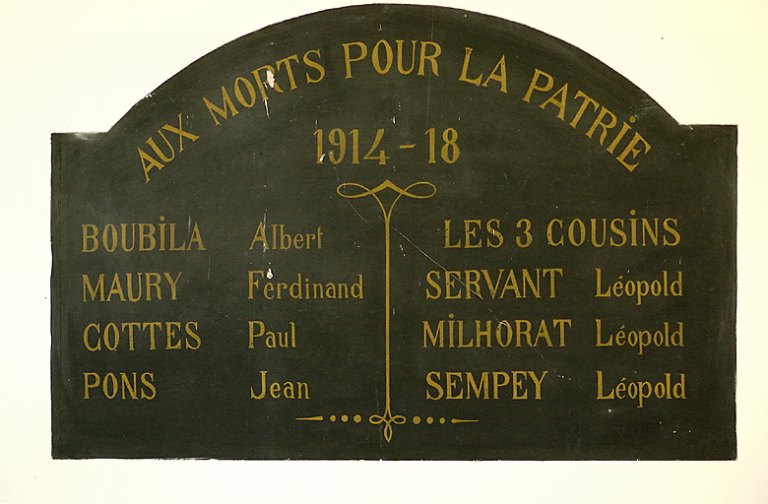 AUX MORTS POUR LA PATRIE
1914 - 18
BOUBiLA Albert
MAURY Ferdinand
COTTES Paul
PONS Jean
LES 3 COUSiNS
SERVANT Léopold
MiLHORAT Léopold
SEMPEY Léopold